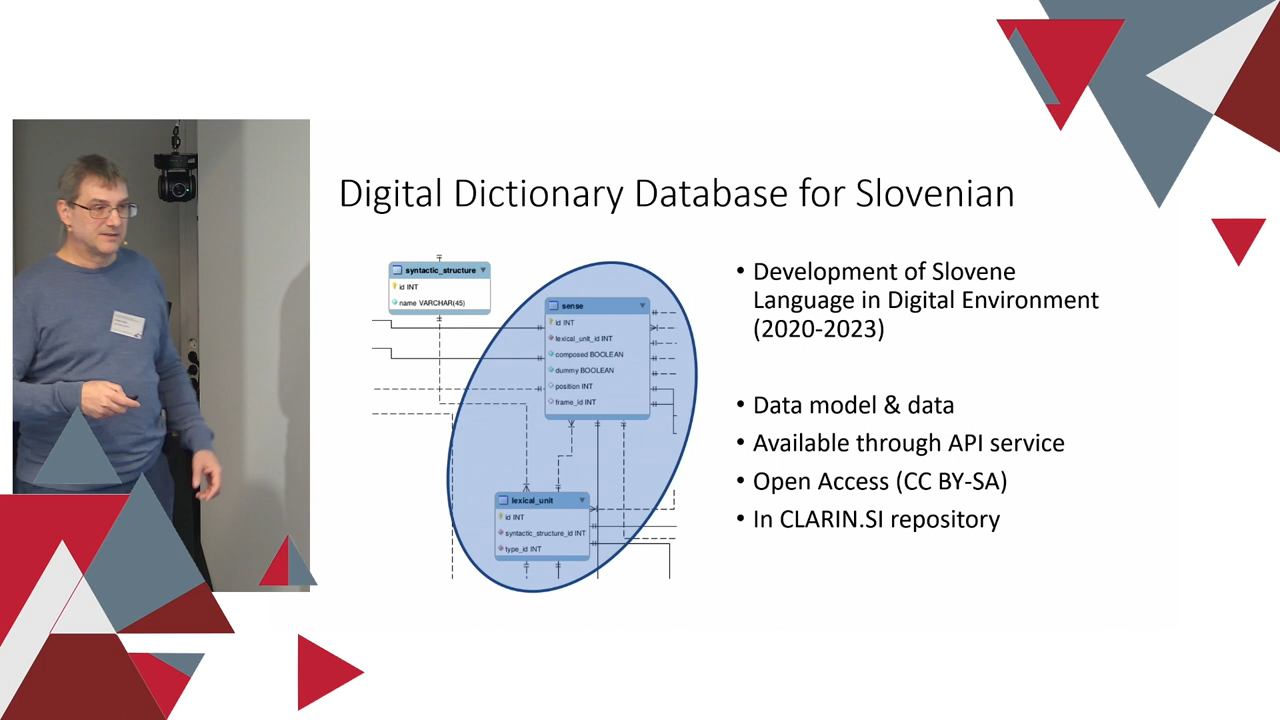 Digital Dictionary Database for Slovenian
syntactic_structure
id INT
name VARCHAR(45)
sense
id INT
lexical_unit_id INT
composed BOOLEAN
dummy BOOLEAN
position INT
frame_id INT
lexical_unit
id INT
syntactic_structure_id INT
type_id INT
• Development of Slovene
Language in Digital Environment
(2020-2023)
• Data model & data
• Available through API service
• Open Access (CC BY-SA)
• In CLARIN.SI repository